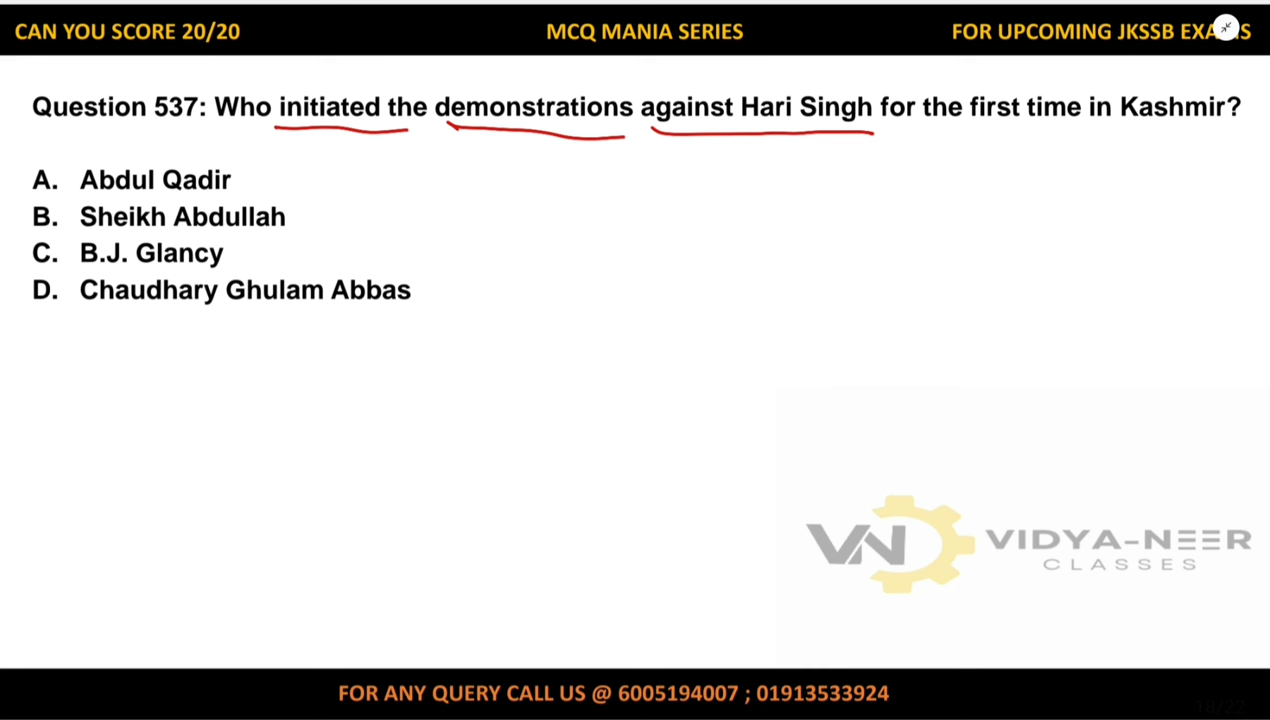 CAN YOU SCORE 20/20 MCQ MANIA SERIES FOR UPCOMING JKSSB EXAMS
Question 537: Who initiated the demonstrations against Hari Singh for the first time in Kashmir?
A. Abdul Qadir
B. Sheikh Abdullah
C. B.J. Glancy
D. Chaudhary Ghulam Abbas
VN VIDYA-NEER
CLASSES
FOR ANY QUERY CALL US @ 6005194007 ; 01913533924